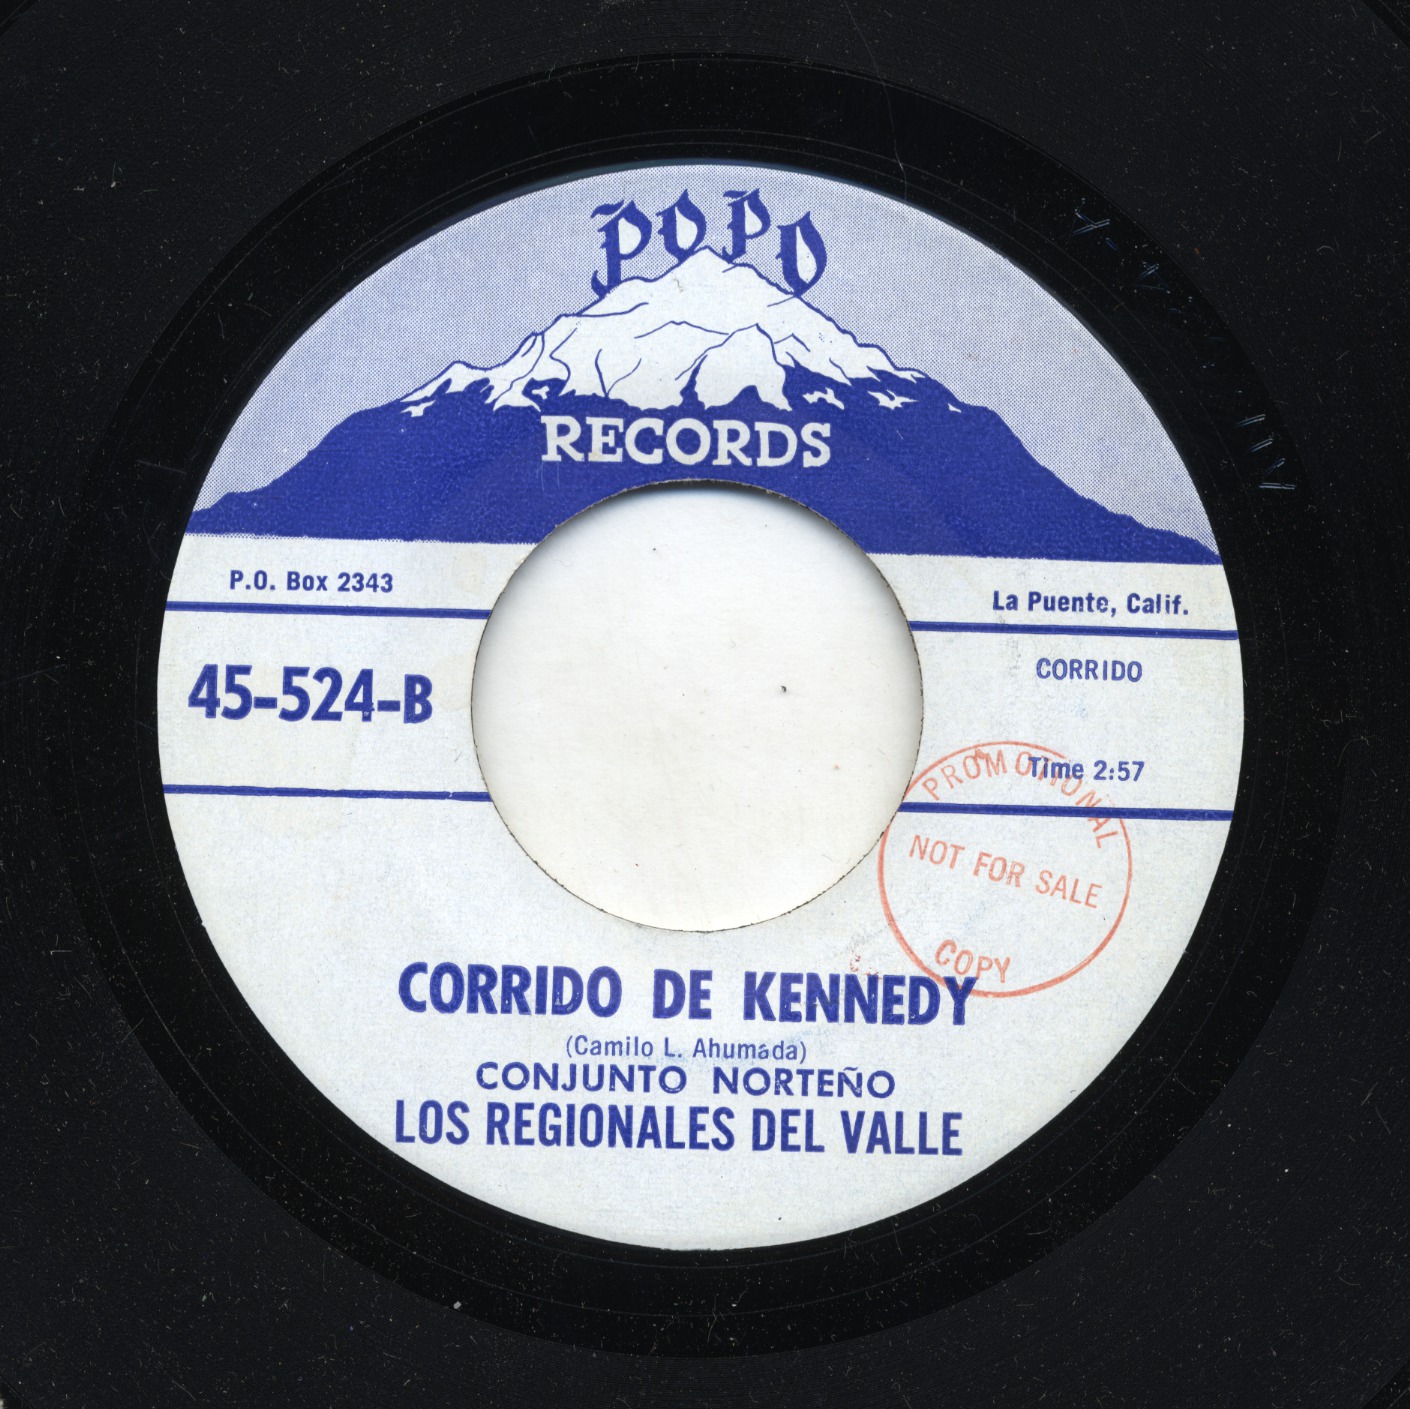 POPO
RECORDS
P.O. Box 2343
La Puente, Calif.
45-524-B
CORRIDO
Time 2:57
PROMOTIONAL
NOT FOR SALE
COPY
CORRIDO DE KENNEDY
(Camilo L. Ahumada)
CONJUNTO NORTEÑO
LOS REGIONALES DEL VALLE